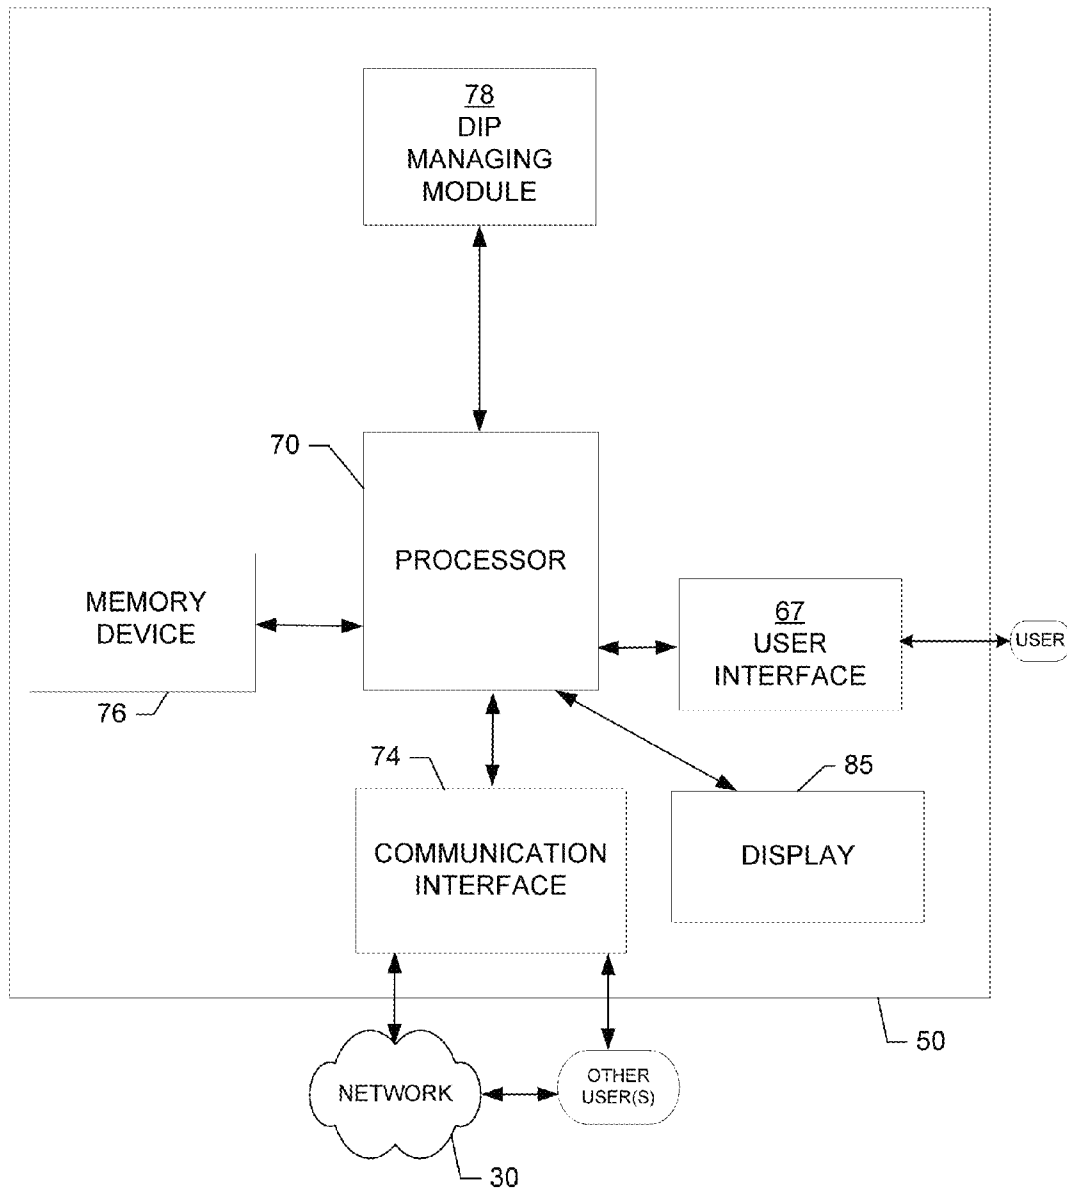 78
DIP
MANAGING
MODULE
70
PROCESSOR
MEMORY
DEVICE
76
67
USER
INTERFACE
USER
74
COMMUNICATION
INTERFACE
85
DISPLAY
50
NETWORK
OTHER
USER(S)
30